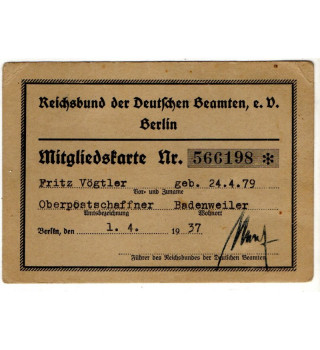 Reichsbund der Deutschen Beamten, e. V.
Berlin
Mitgliedskarte Nr. 566198 *
Fritz Vögtler geb. 24.4.79
Vor- und Zuname
Oberpostschaffner Badenweiler
Amtsbezeichnung Wohnort
Berlin, den 1. 4. 1937
Führer des Reichsbundes der Deutschen Beamten